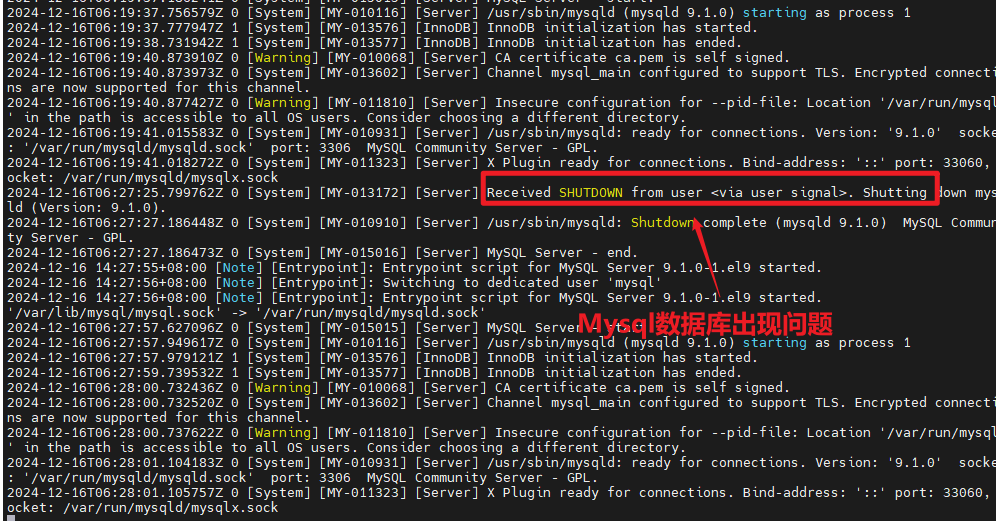 2024-12-16T06:19:37.756579Z 0 [System] [MY-010116] [Server] /usr/sbin/mysqld (mysqld 9.1.0) starting as process 1
2024-12-16T06:19:37.777947Z 1 [System] [MY-013576] [InnoDB] InnoDB initialization has started.
2024-12-16T06:19:38.731942Z 1 [System] [MY-013577] [InnoDB] InnoDB initialization has ended.
2024-12-16T06:19:40.873910Z 0 [Warning] [MY-010068] [Server] CA certificate ca.pem is self signed.
2024-12-16T06:19:40.873973Z 0 [System] [MY-013602] [Server] Channel mysql_main configured to support TLS. Encrypted connecti
ns are now supported for this channel.
2024-12-16T06:19:40.877427Z 0 [Warning] [MY-011810] [Server] Insecure configuration for --pid-file: Location '/var/run/mysql
' in the path is accessible to all OS users. Consider choosing a different directory.
2024-12-16T06:19:41.015583Z 0 [System] [MY-010931] [Server] /usr/sbin/mysqld: ready for connections. Version: '9.1.0'  socke
: '/var/run/mysqld/mysqld.sock'  port: 3306  MySQL Community Server - GPL.
2024-12-16T06:19:41.018272Z 0 [System] [MY-011323] [Server] X Plugin ready for connections. Bind-address: '::' port: 33060,
ocket: /var/run/mysqld/mysqlx.sock
2024-12-16T06:27:25.799762Z 0 [System] [MY-013172] [Server] Received SHUTDOWN from user <via user signal>. Shutting down mys
ld (Version: 9.1.0).
2024-12-16T06:27:27.186448Z 0 [System] [MY-010910] [Server] /usr/sbin/mysqld: Shutdown complete (mysqld 9.1.0)  MySQL Commun
ty Server - GPL.
2024-12-16T06:27:27.186473Z 0 [System] [MY-015016] [Server] MySQL Server - end.
2024-12-16 14:27:55+08:00 [Note] [Entrypoint]: Entrypoint script for MySQL Server 9.1.0-1.el9 started.
2024-12-16 14:27:56+08:00 [Note] [Entrypoint]: Switching to dedicated user 'mysql'
2024-12-16 14:27:56+08:00 [Note] [Entrypoint]: Entrypoint script for MySQL Server 9.1.0-1.el9 started.
'/var/lib/mysql/mysql.sock' -> '/var/run/mysqld/mysqld.sock'
Mysql数据库出现问题
2024-12-16T06:27:57.627096Z 0 [System] [MY-015015] [Server] MySQL Server - start.
2024-12-16T06:27:57.949617Z 0 [System] [MY-010116] [Server] /usr/sbin/mysqld (mysqld 9.1.0) starting as process 1
2024-12-16T06:27:57.979121Z 1 [System] [MY-013576] [InnoDB] InnoDB initialization has started.
2024-12-16T06:27:59.739532Z 1 [System] [MY-013577] [InnoDB] InnoDB initialization has ended.
2024-12-16T06:28:00.732436Z 0 [Warning] [MY-010068] [Server] CA certificate ca.pem is self signed.
2024-12-16T06:28:00.732520Z 0 [System] [MY-013602] [Server] Channel mysql_main configured to support TLS. Encrypted connecti
ns are now supported for this channel.
2024-12-16T06:28:00.737622Z 0 [Warning] [MY-011810] [Server] Insecure configuration for --pid-file: Location '/var/run/mysql
' in the path is accessible to all OS users. Consider choosing a different directory.
2024-12-16T06:28:01.104183Z 0 [System] [MY-010931] [Server] /usr/sbin/mysqld: ready for connections. Version: '9.1.0'  socke
: '/var/run/mysqld/mysqld.sock'  port: 3306  MySQL Community Server - GPL.
2024-12-16T06:28:01.105757Z 0 [System] [MY-011323] [Server] X Plugin ready for connections. Bind-address: '::' port: 33060,
ocket: /var/run/mysqld/mysqlx.sock